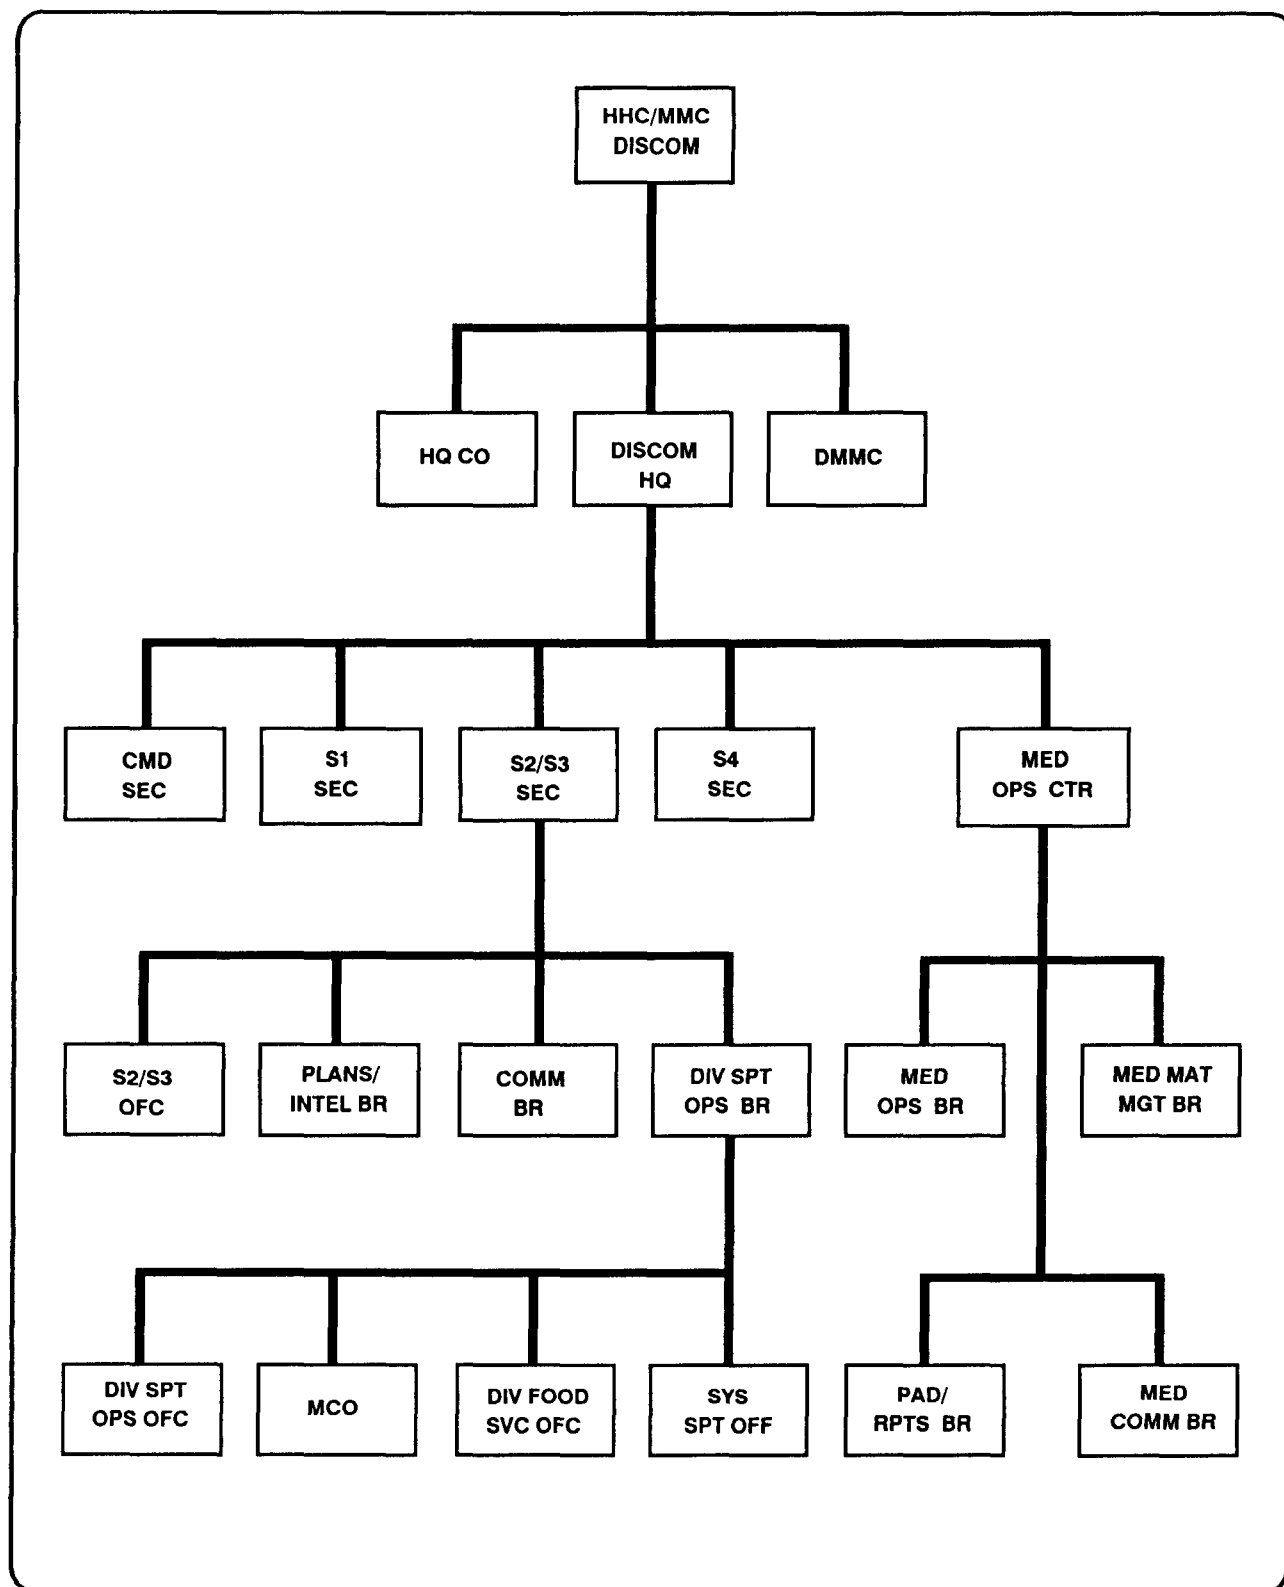 HHC/MMC
DISCOM
HQ CO
DISCOM
HQ
DMMC
CMD
SEC
S1
SEC
S2/S3
SEC
S4
SEC
MED
OPS CTR
S2/S3
OFC
PLANS/
INTEL BR
COMM
BR
DIV SPT
OPS BR
MED
OPS BR
MED MAT
MGT BR
DIV SPT
OPS OFC
MCO
DIV FOOD
SVC OFC
SYS
SPT OFF
PAD/
RPTS BR
MED
COMM BR